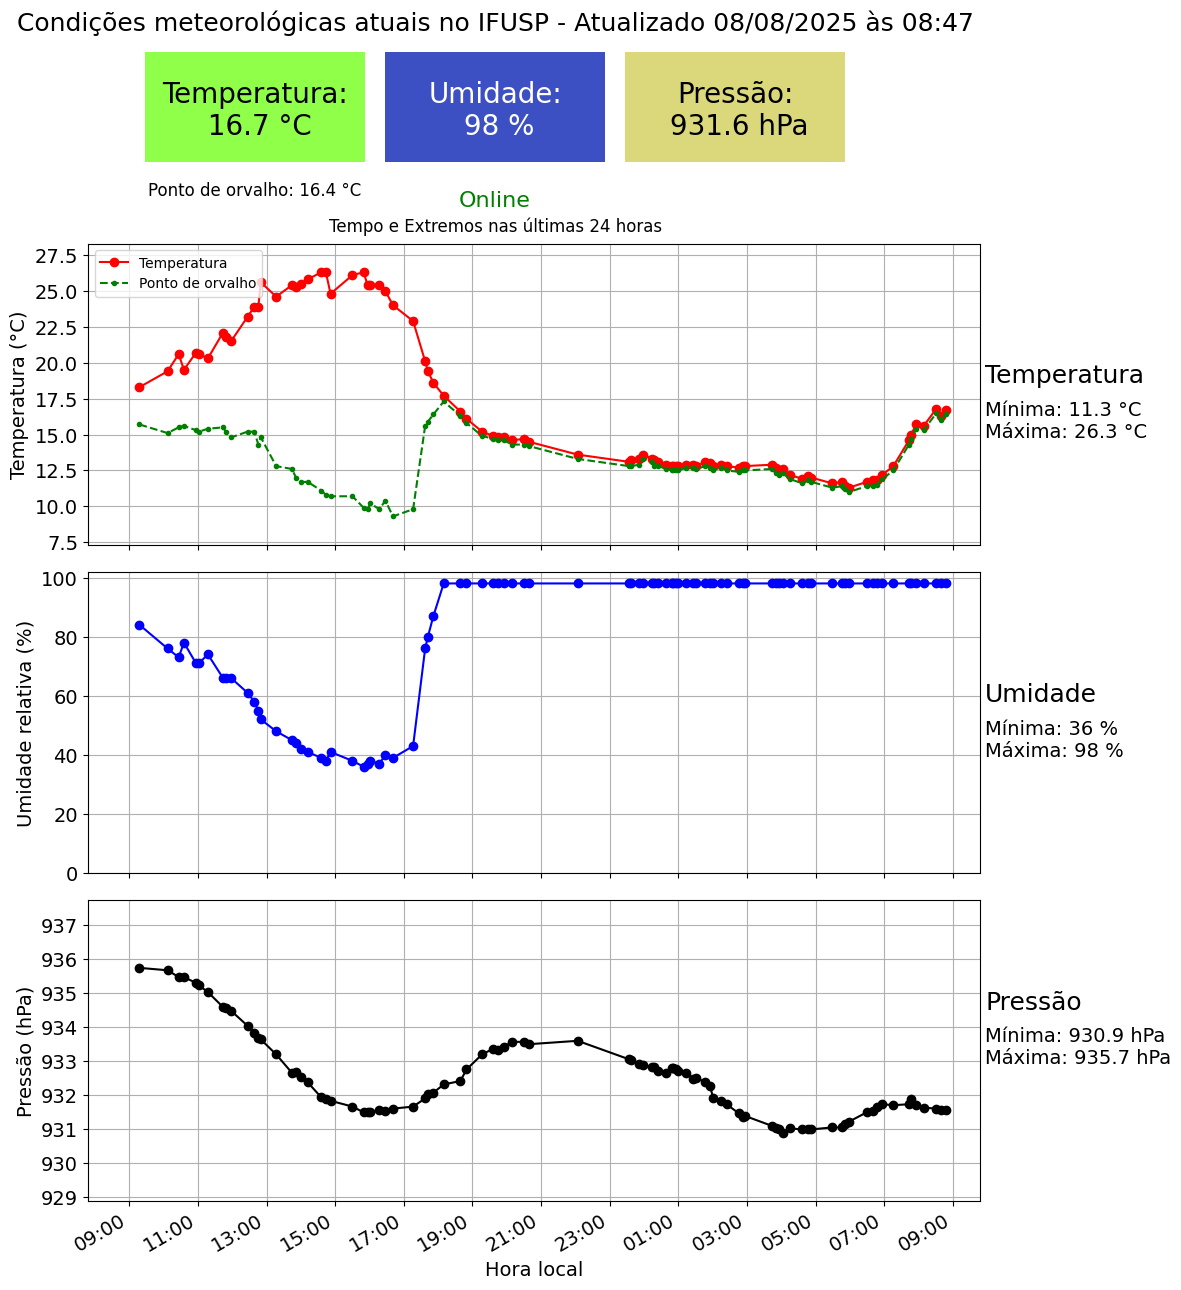 Condições meteorológicas atuais no IFUSP - Atualizado 08/08/2025 às 08:47
Temperatura:
16.7 °C
Umidade:
98 %
Pressão:
931.6 hPa
Ponto de orvalho: 16.4 °C
Online
Tempo e Extremos nas últimas 24 horas
Temperatura (°C)
27.5
25.0
22.5
20.0
17.5
15.0
12.5
10.0
7.5
Temperatura
Ponto de orvalho
Temperatura
Mínima: 11.3 °C
Máxima: 26.3 °C
Umidade relativa (%)
100
80
60
40
20
0
Umidade
Mínima: 36 %
Máxima: 98 %
Pressão (hPa)
937
936
935
934
933
932
931
930
929
Pressão
Mínima: 930.9 hPa
Máxima: 935.7 hPa
09:00 11:00 13:00 15:00 17:00 19:00 21:00 23:00 01:00 03:00 05:00 07:00 09:00
Hora local